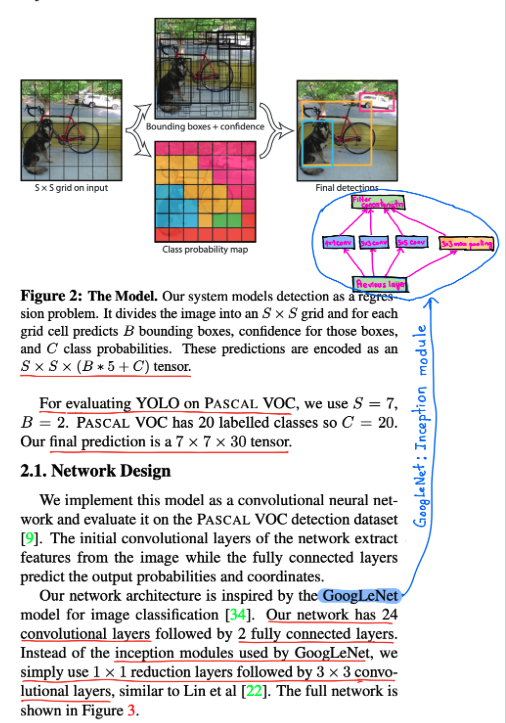 Bounding boxes + confidence
S × S grid on input
Final detections
Class probability map
Filter
concatenation
1×1 conv
3×3 conv
5×5 conv
3×3 max pooling
Previous layer
GoogLeNet: Inception module
Figure 2: The Model. Our system models detection as a regres-
sion problem. It divides the image into an S × S grid and for each
grid cell predicts B bounding boxes, confidence for those boxes,
and C class probabilities. These predictions are encoded as an
S × S × (B ∗ 5 + C) tensor.
For evaluating YOLO on PASCAL VOC, we use S = 7,
B = 2. PASCAL VOC has 20 labelled classes so C = 20.
Our final prediction is a 7 × 7 × 30 tensor.
2.1. Network Design
We implement this model as a convolutional neural net-
work and evaluate it on the PASCAL VOC detection dataset
[9]. The initial convolutional layers of the network extract
features from the image while the fully connected layers
predict the output probabilities and coordinates.
Our network architecture is inspired by the GoogLeNet
model for image classification [34]. Our network has 24
convolutional layers followed by 2 fully connected layers.
Instead of the inception modules used by GoogLeNet, we
simply use 1 × 1 reduction layers followed by 3 × 3 convo-
lutional layers, similar to Lin et al [22]. The full network is
shown in Figure 3.